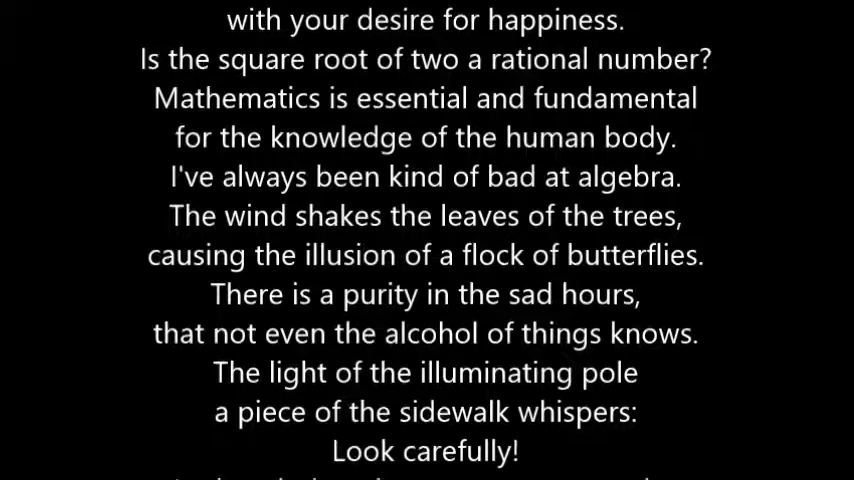 with your desire for happiness.
Is the square root of two a rational number?
Mathematics is essential and fundamental
for the knowledge of the human body.
I've always been kind of bad at algebra.
The wind shakes the leaves of the trees,
causing the illusion of a flock of butterflies.
There is a purity in the sad hours,
that not even the alcohol of things knows.
The light of the illuminating pole
a piece of the sidewalk whispers:
Look carefully!